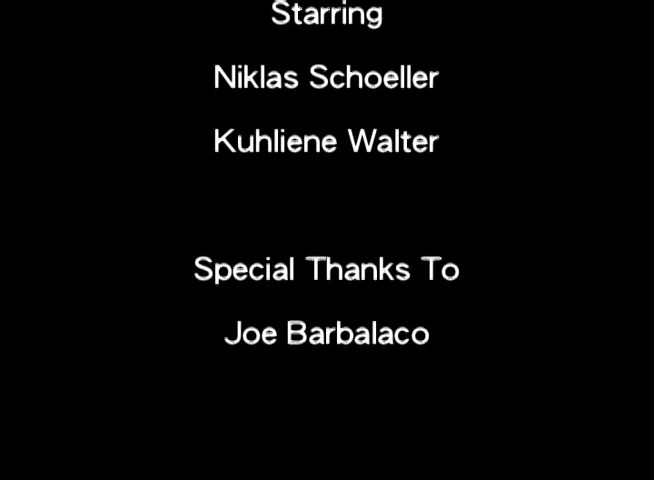 Starring
Niklas Schoeller
Kuhliene Walter
Special Thanks To
Joe Barbalaco